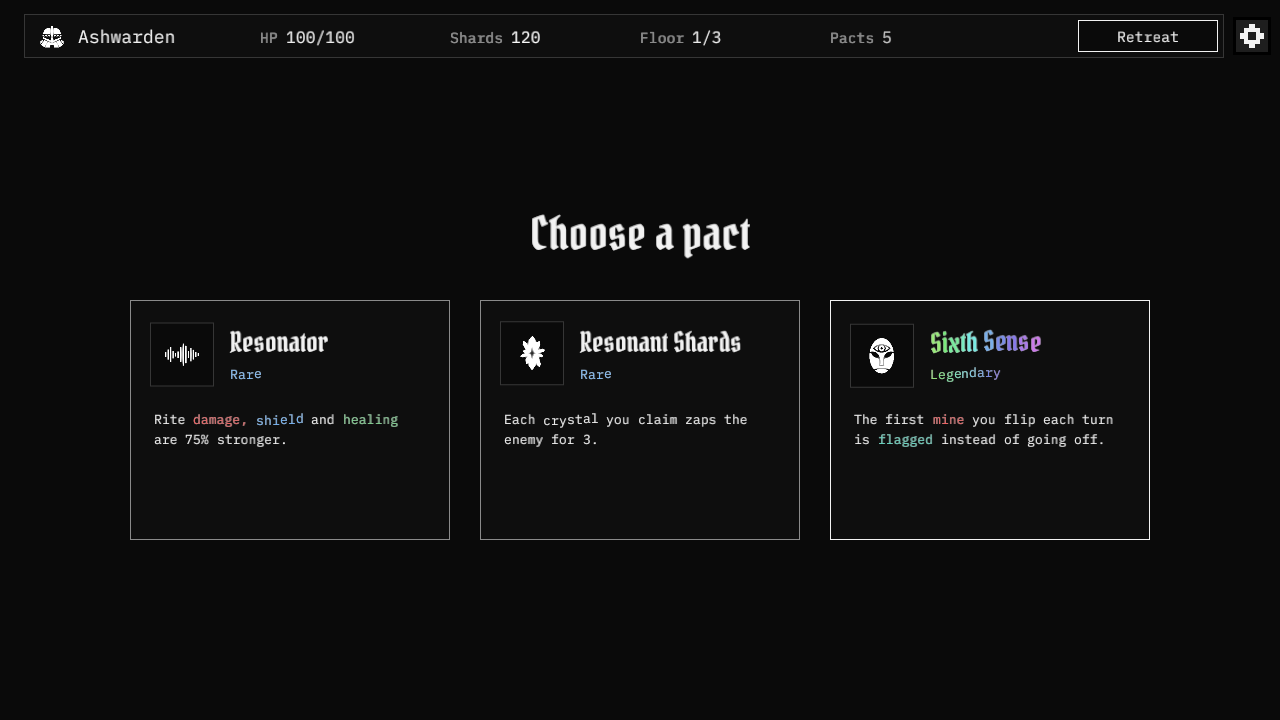 Ashwarden HP 100/100 Shards 120 Floor 1/3 Pacts 5 Retreat
Choose a pact
Resonator
Rare
Rite damage, shield and healing
are 75% stronger.
Resonant Shards
Rare
Each crystal you claim zaps the
enemy for 3.
Sixth Sense
Legendary
The first mine you flip each turn
is flagged instead of going off.